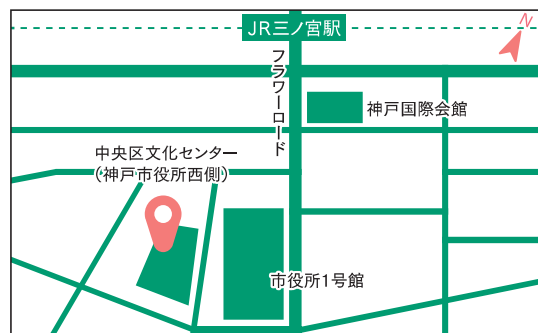 JR三ノ宮駅
N
フラワーロード
神戸国際会館
中央区文化センター
(神戸市役所西側)
市役所1号館